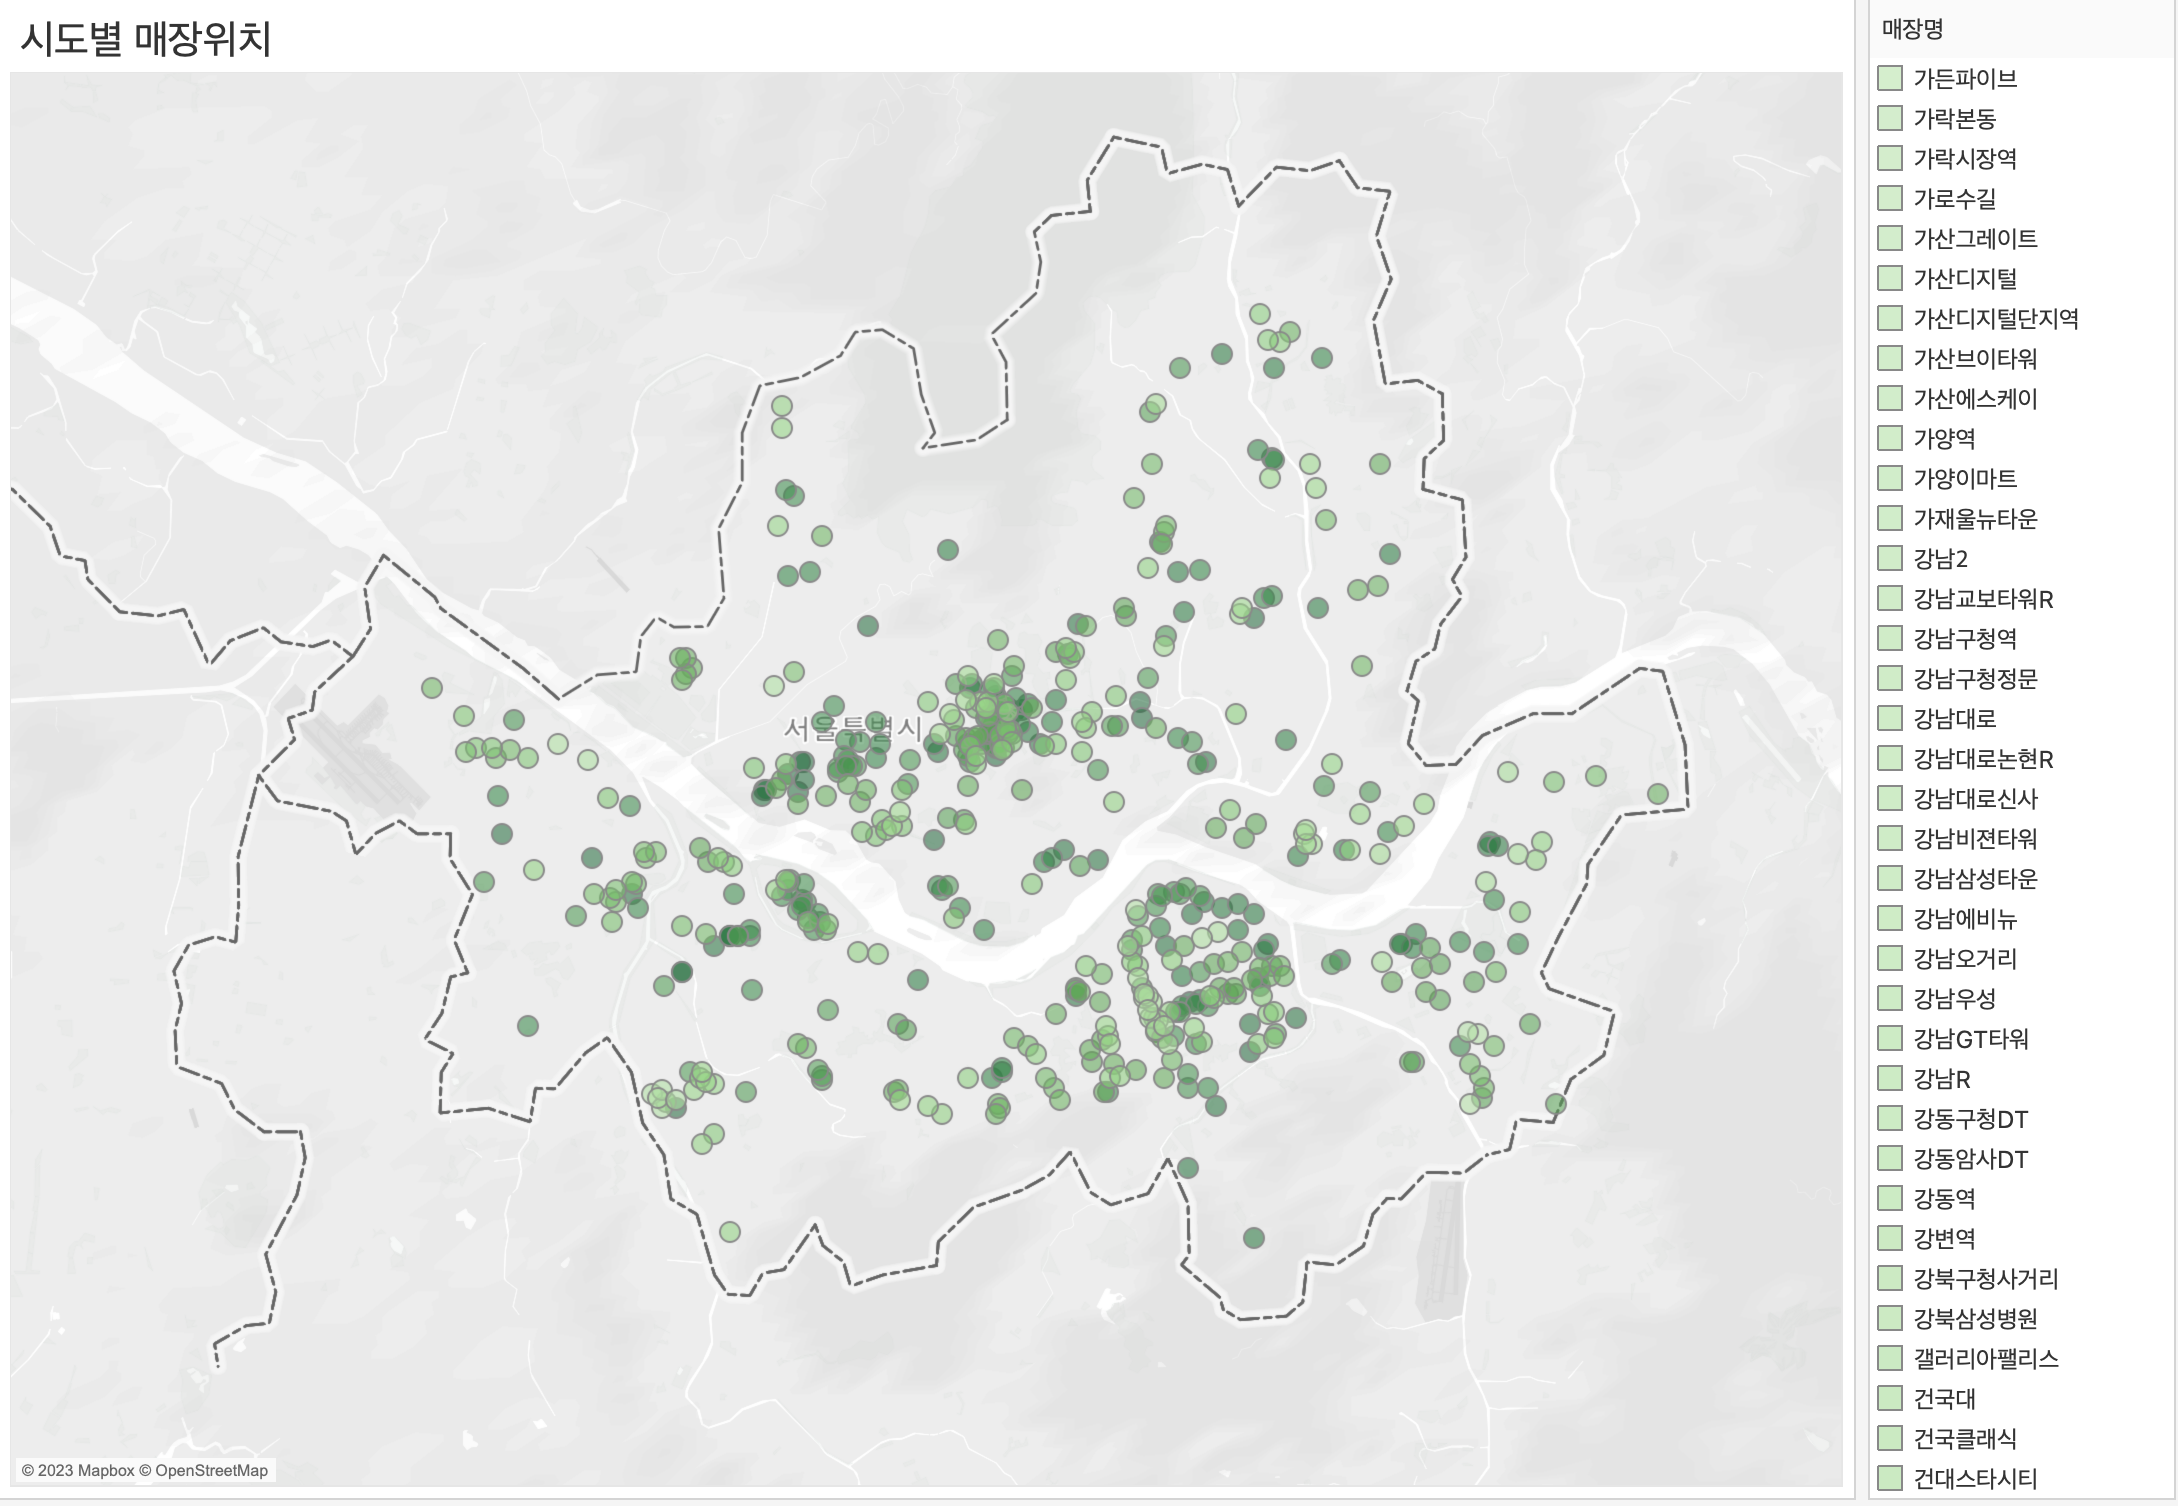 시도별 매장위치
서울특별시
© 2023 Mapbox © OpenStreetMap
매장명
가든파이브
가락본동
가락시장역
가로수길
가산그레이트
가산디지털
가산디지털단지역
가산브이타워
가산에스케이
가양역
가양이마트
가재울뉴타운
강남2
강남교보타워R
강남구청역
강남구청정문
강남대로
강남대로논현R
강남대로신사
강남비젼타워
강남삼성타운
강남에비뉴
강남오거리
강남우성
강남GT타워
강남R
강동구청DT
강동암사DT
강동역
강변역
강북구청사거리
강북삼성병원
갤러리아팰리스
건국대
건국클래식
건대스타시티